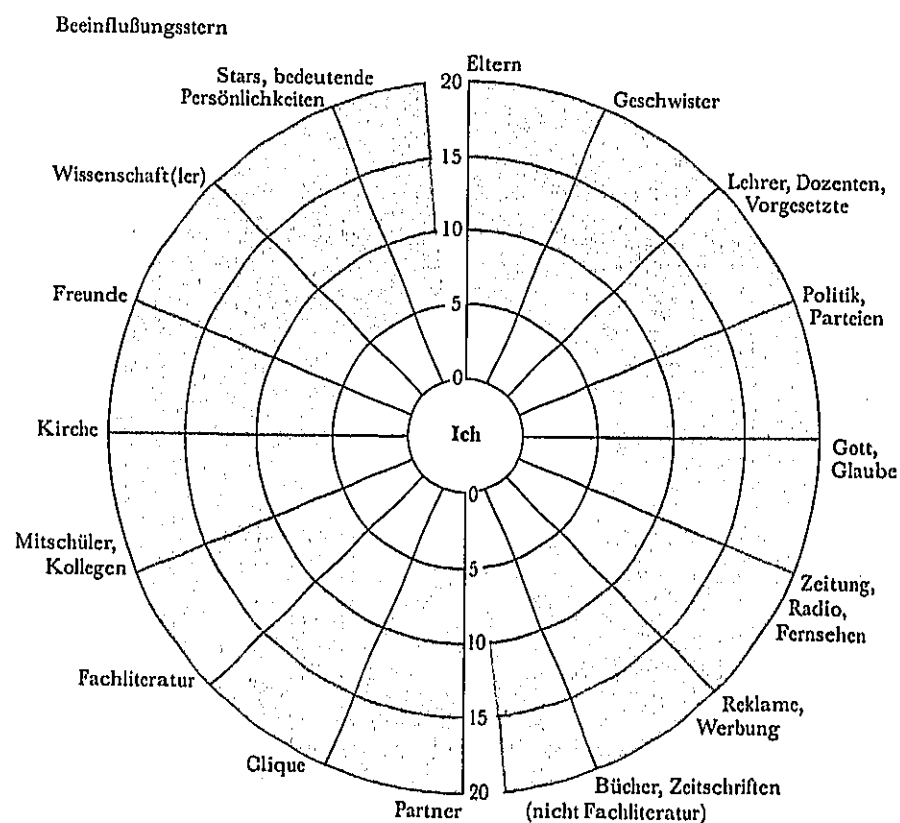 Beeinflußungsstern
Eltern
Stars, bedeutende
Persönlichkeiten
20
Geschwister
15
Wissenschaft(ler)
Lehrer, Dozenten,
Vorgesetzte
10
Freunde
5
Politik,
Parteien
0
Kirche
Ich
Gott,
Glaube
0
Mitschüler,
Kollegen
5
Zeitung,
Radio,
Fernsehen
10
Fachliteratur
15
Reklame,
Werbung
Clique
20
Bücher, Zeitschriften
(nicht Fachliteratur)
Partner